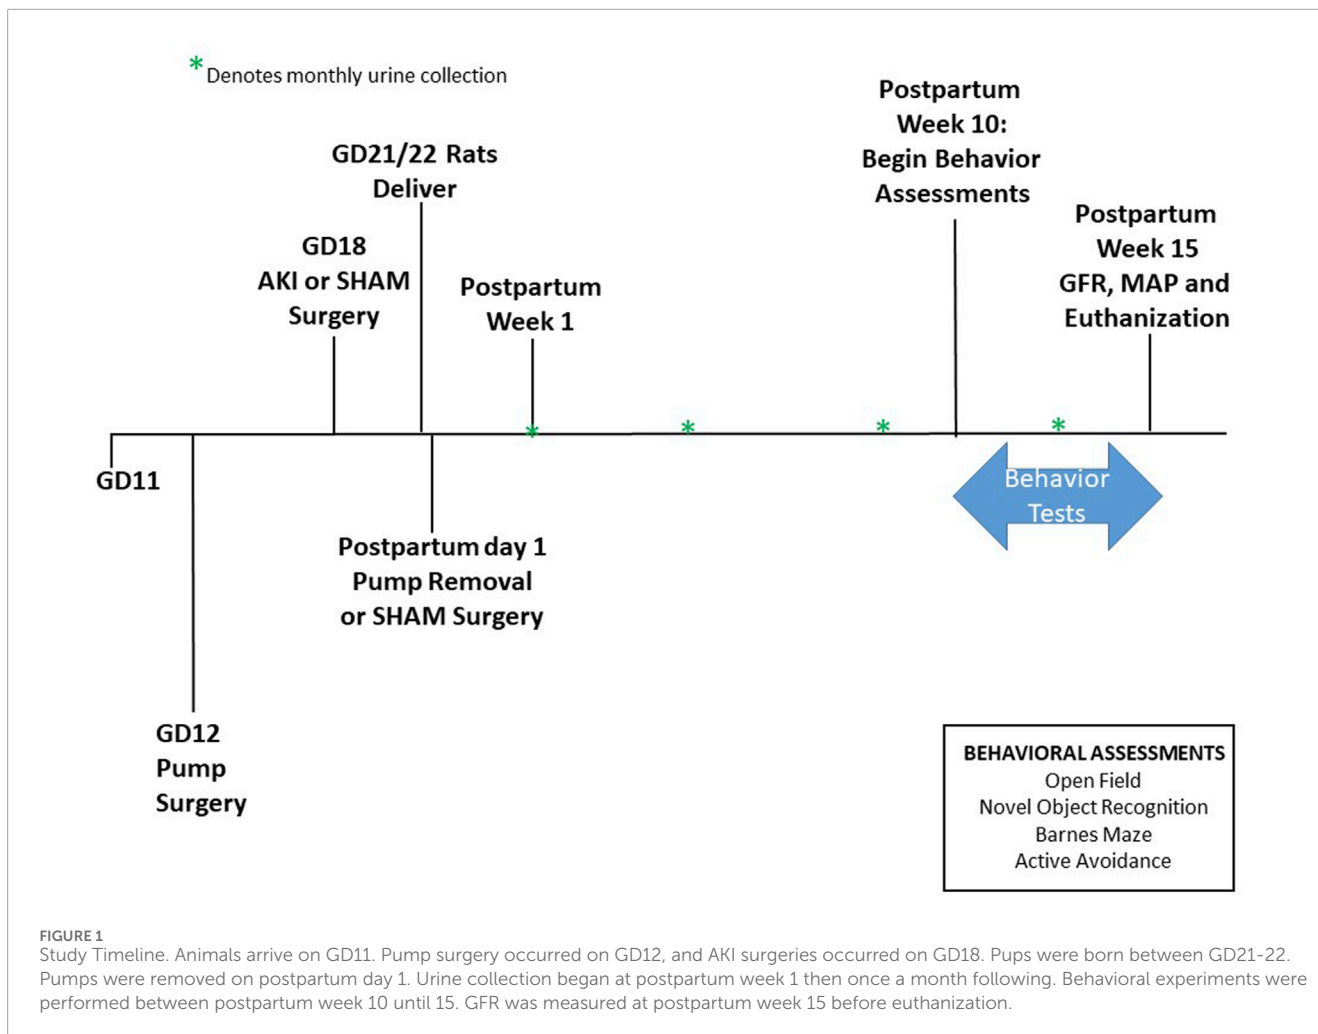 * Denotes monthly urine collection
GD21/22 Rats
Deliver
GD18
AKI or SHAM
Surgery
Postpartum
Week 1
Postpartum
Week 10:
Begin Behavior
Assessments
Postpartum
Week 15
GFR, MAP and
Euthanization
* * * *
GD11
Behavior
Tests
Postpartum day 1
Pump Removal
or SHAM Surgery
GD12
Pump
Surgery
BEHAVIORAL ASSESSMENTS
Open Field
Novel Object Recognition
Barnes Maze
Active Avoidance
FIGURE 1
Study Timeline. Animals arrive on GD11. Pump surgery occurred on GD12, and AKI surgeries occurred on GD18. Pups were born between GD21-22.
Pumps were removed on postpartum day 1. Urine collection began at postpartum week 1 then once a month following. Behavioral experiments were
performed between postpartum week 10 until 15. GFR was measured at postpartum week 15 before euthanization.